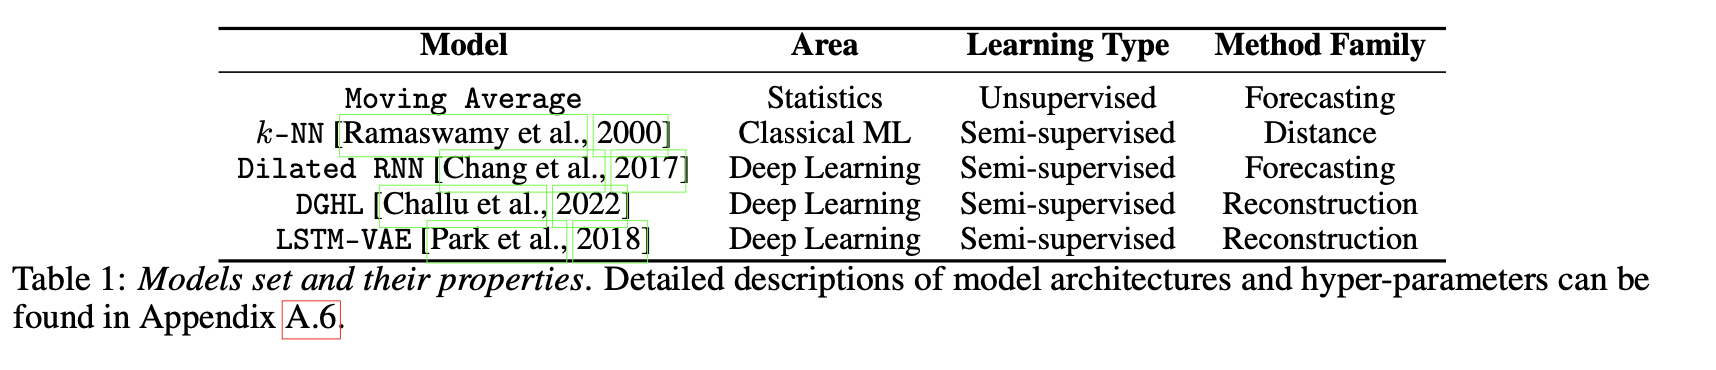 Model Area Learning Type Method Family
Moving Average Statistics Unsupervised Forecasting
k-NN [Ramaswamy et al., 2000] Classical ML Semi-supervised Distance
Dilated RNN [Chang et al., 2017] Deep Learning Semi-supervised Forecasting
DGHL [Challu et al., 2022] Deep Learning Semi-supervised Reconstruction
LSTM-VAE [Park et al., 2018] Deep Learning Semi-supervised Reconstruction
Table 1: Models set and their properties. Detailed descriptions of model architectures and hyper-parameters can be
found in Appendix A.6.